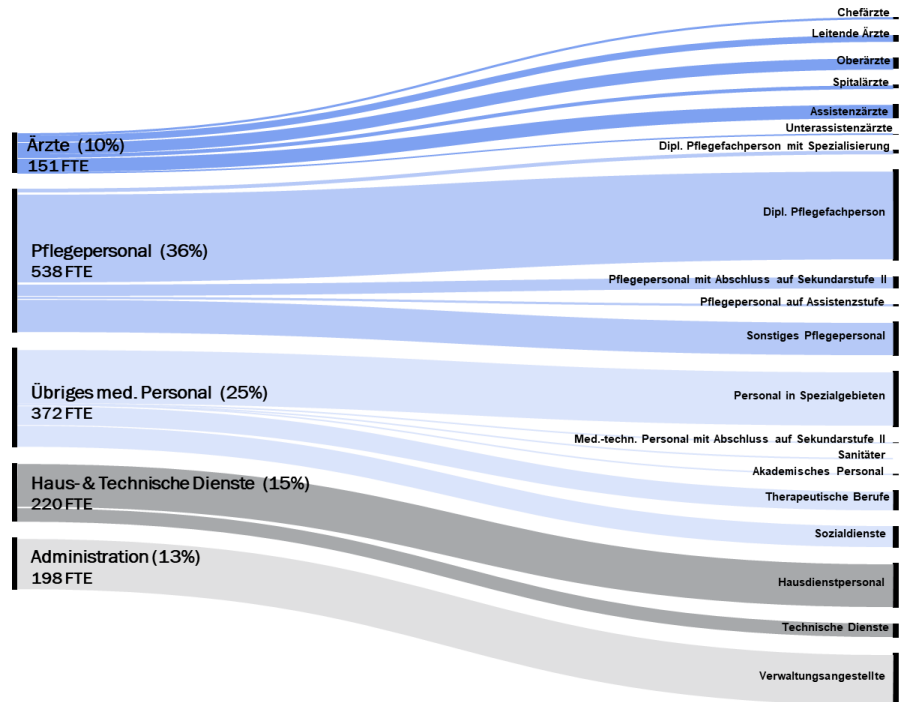 Ärzte (10%)
151 FTE
Pflegepersonal (36%)
538 FTE
Übriges med. Personal (25%)
372 FTE
Haus- & Technische Dienste (15%)
220 FTE
Administration (13%)
198 FTE
Chefärzte
Leitende Ärzte
Oberärzte
Spitalärzte
Assistenzärzte
Unterassistenzärzte
Dipl. Pflegefachperson mit Spezialisierung
Dipl. Pflegefachperson
Pflegepersonal mit Abschluss auf Sekundarstufe II
Pflegepersonal auf Assistenzstufe
Sonstiges Pflegepersonal
Personal in Spezialgebieten
Med.-techn. Personal mit Abschluss auf Sekundarstufe II
Sanitäter
Akademisches Personal
Therapeutische Berufe
Sozialdienste
Hausdienstpersonal
Technische Dienste
Verwaltungsangestellte